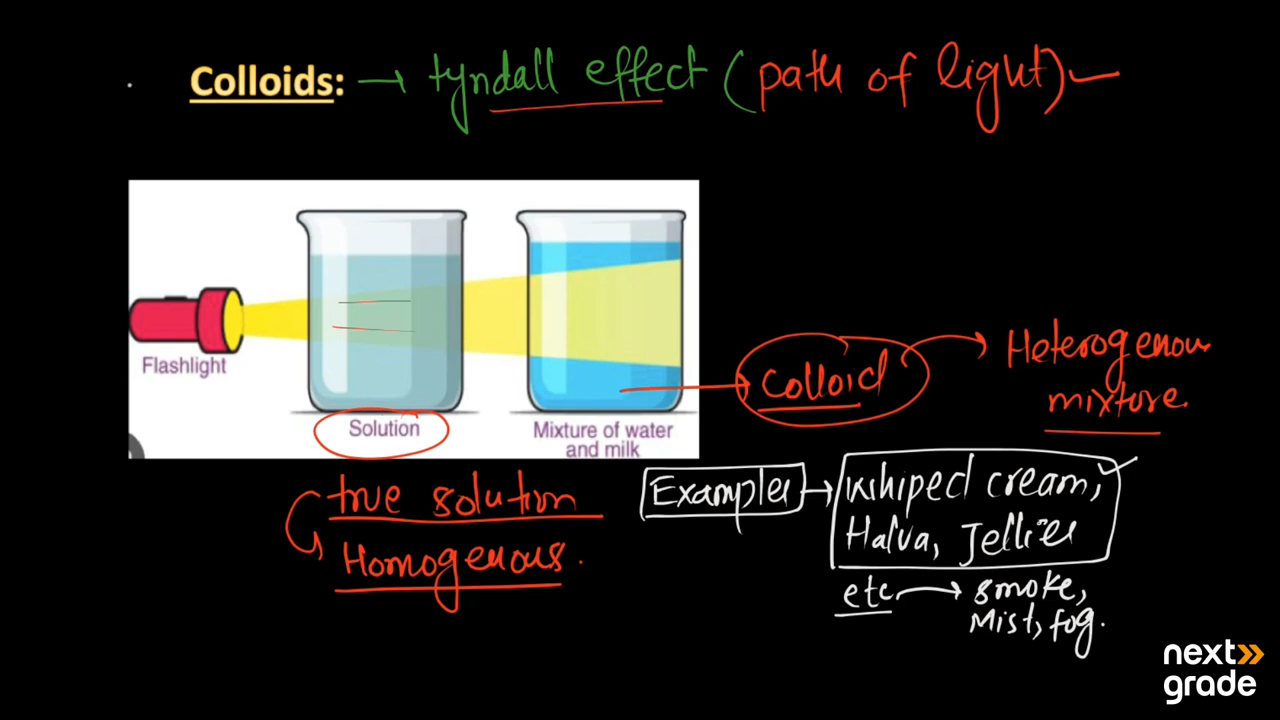 Colloids: → tyndall effect (path of light)
Flashlight
Solution
Mixture of water
and milk
colloid
Heterogenous
mixture.
true solution
Homogenous.
Examples → whiped cream,
Halva, Jellies
etc → smoke,
Mist, fog.
next
grade